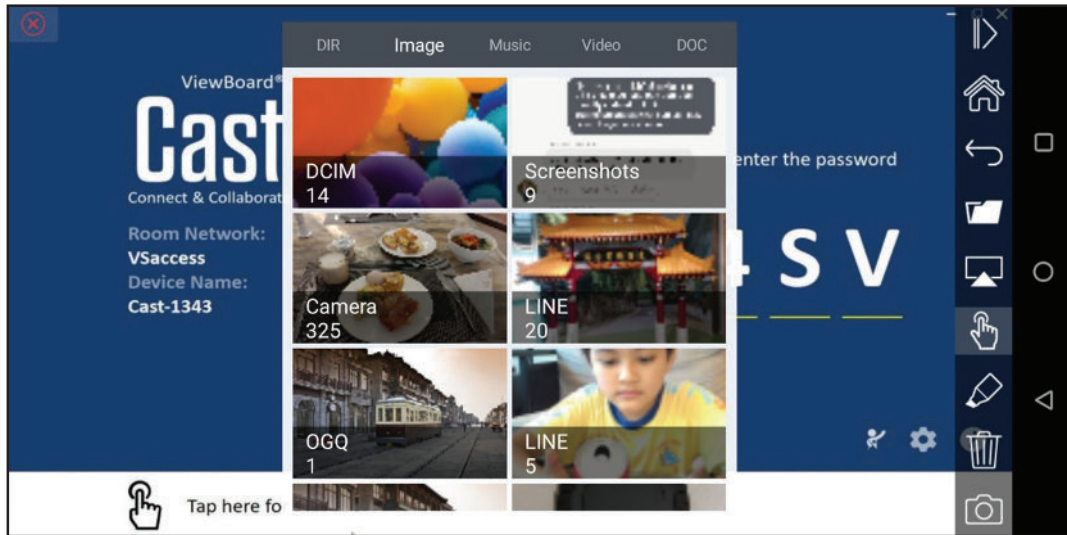 DIR Image Music Video DOC
ViewBoard®
Cast
Connect & Collaborat
Room Network:
VSaccess
Device Name:
Cast-1343
DCIM
14
Screenshots
9
Camera
325
LINE
20
OGQ
1
LINE
5
enter the password
4 S V
Tap here fo